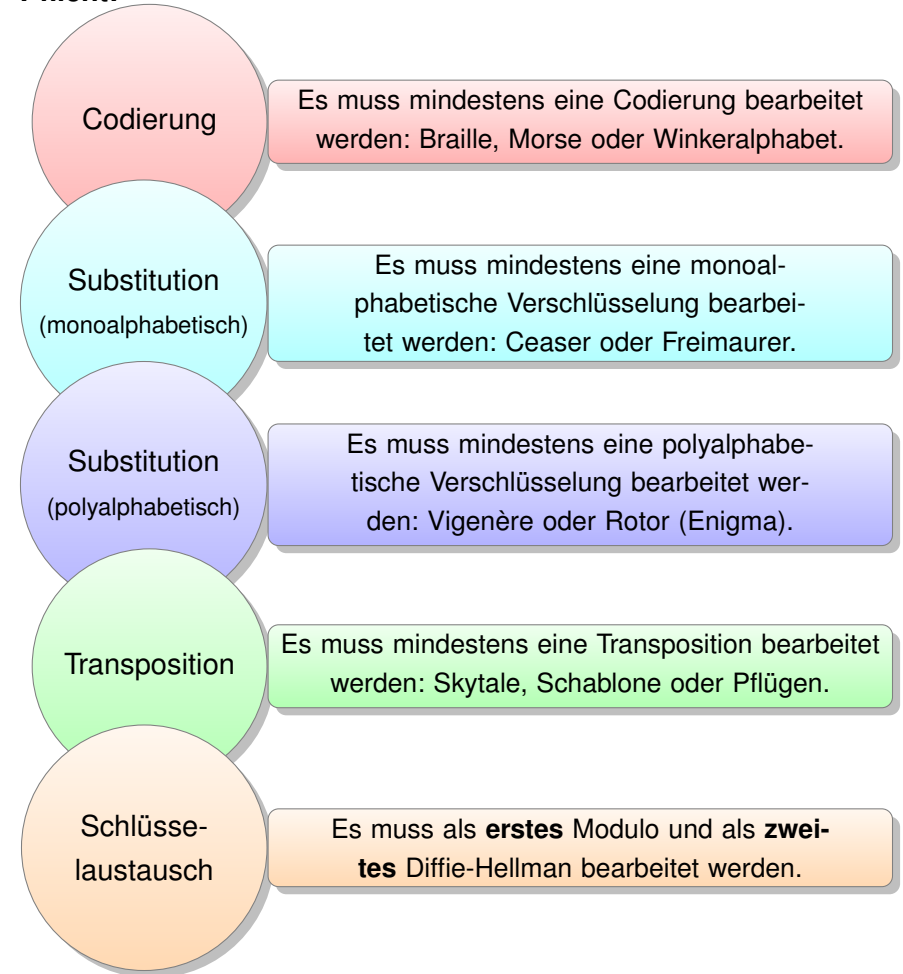 Codierung
Es muss mindestens eine Codierung bearbeitet
werden: Braille, Morse oder Winkeralphabet.
Substitution
(monoalphabetisch)
Es muss mindestens eine monoal-
phabetische Verschlüsselung bearbei-
tet werden: Ceaser oder Freimaurer.
Substitution
(polyalphabetisch)
Es muss mindestens eine polyalphabe-
tische Verschlüsselung bearbeitet wer-
den: Vigenère oder Rotor (Enigma).
Transposition
Es muss mindestens eine Transposition bearbeitet
werden: Skytale, Schablone oder Pflügen.
Schlüsse-
laustausch
Es muss als erstes Modulo und als zwei-
tes Diffie-Hellman bearbeitet werden.